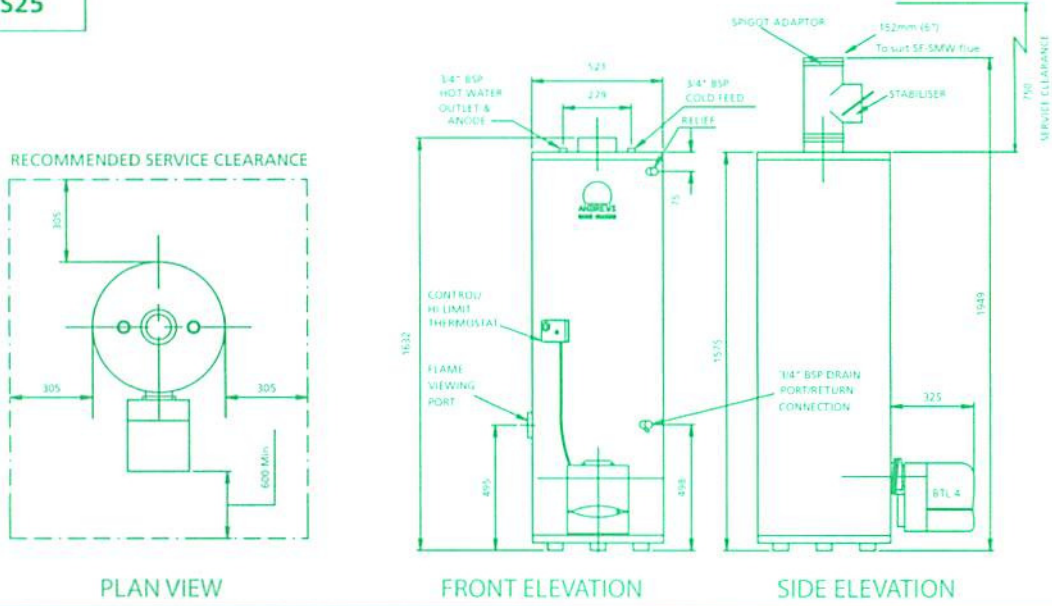 S25
RECOMMENDED SERVICE CLEARANCE
305
305
305
600 Min
PLAN VIEW
3/4" BSP
HOT WATER
OUTLET &
ANODE
523
279
3/4" BSP
COLD FEED
RELIEF
75
ANDREWS
CONTROL/
HI LIMIT
THERMOSTAT
FLAME
VIEWING
PORT
1632
495
498
FRONT ELEVATION
SPIGOT ADAPTOR
152mm (6")
To suit SF-SMW flue
STABILISER
750
SERVICE CLEARANCE
1575
1949
3/4" BSP DRAIN
PORT/RETURN
CONNECTION
325
BTL 4
SIDE ELEVATION